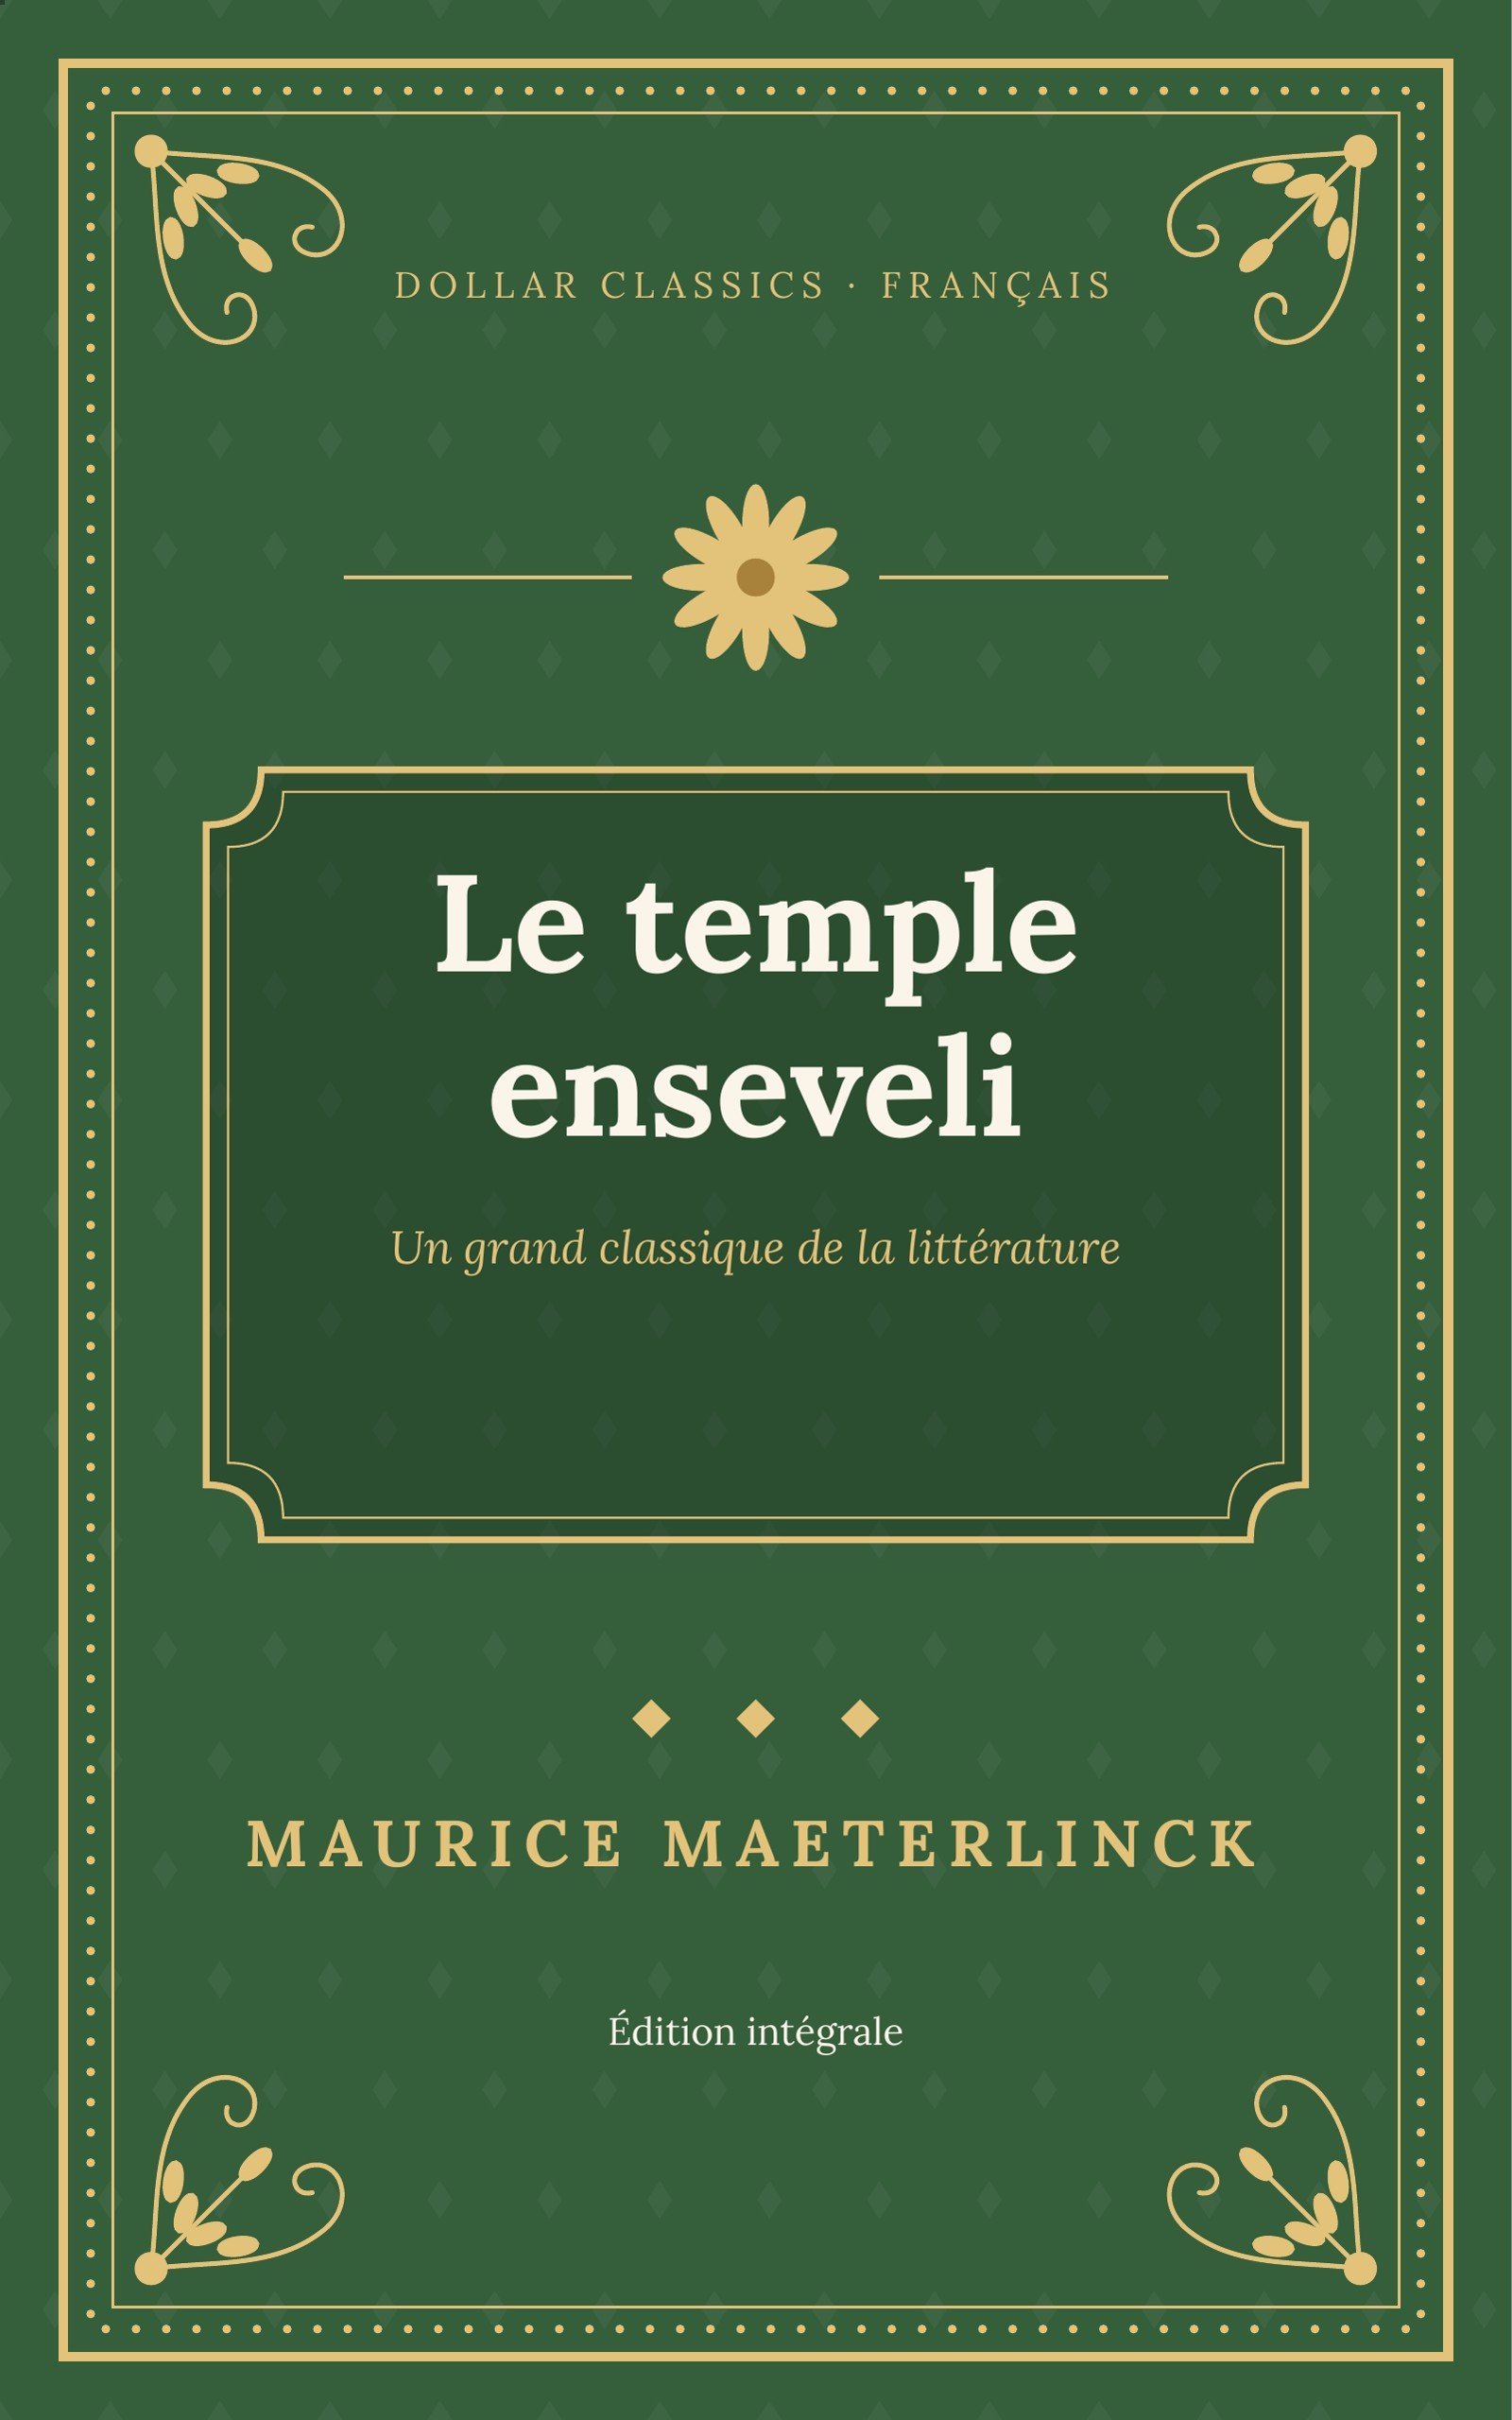 DOLLAR CLASSICS · FRANÇAIS
Le temple
enseveli
Un grand classique de la littérature
MAURICE MAETERLINCK
Édition intégrale